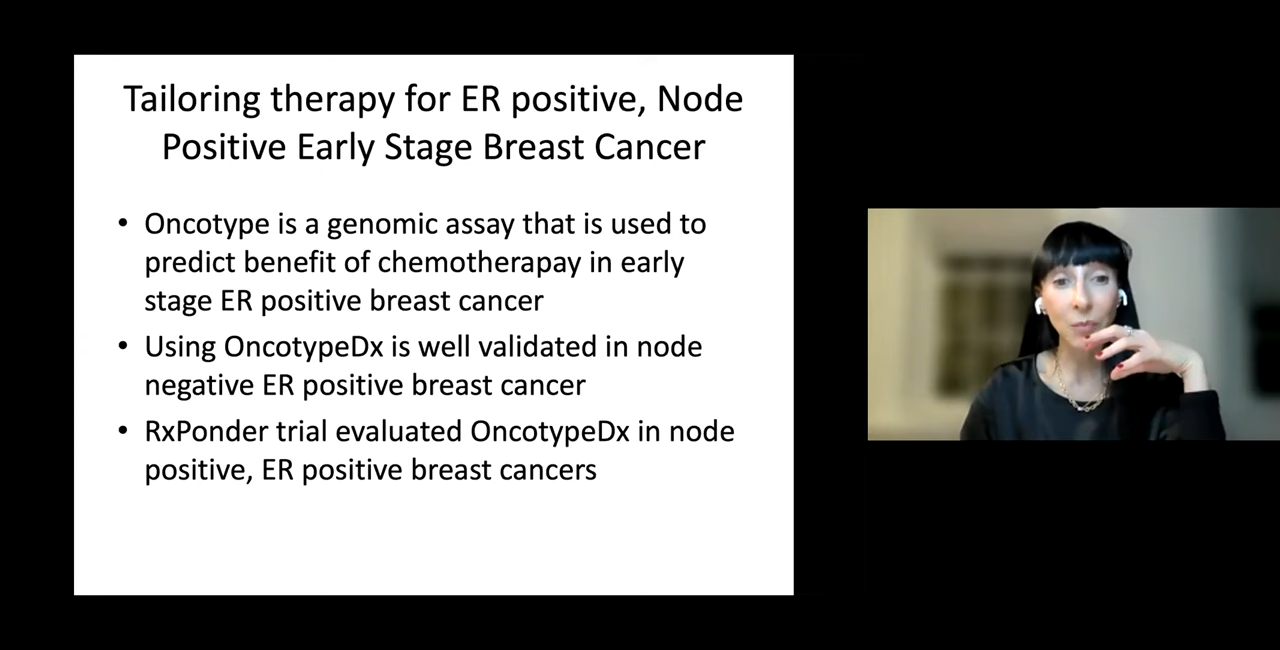 Tailoring therapy for ER positive, Node
Positive Early Stage Breast Cancer
• Oncotype is a genomic assay that is used to
predict benefit of chemotherapay in early
stage ER positive breast cancer
• Using OncotypeDx is well validated in node
negative ER positive breast cancer
• RxPonder trial evaluated OncotypeDx in node
positive, ER positive breast cancers